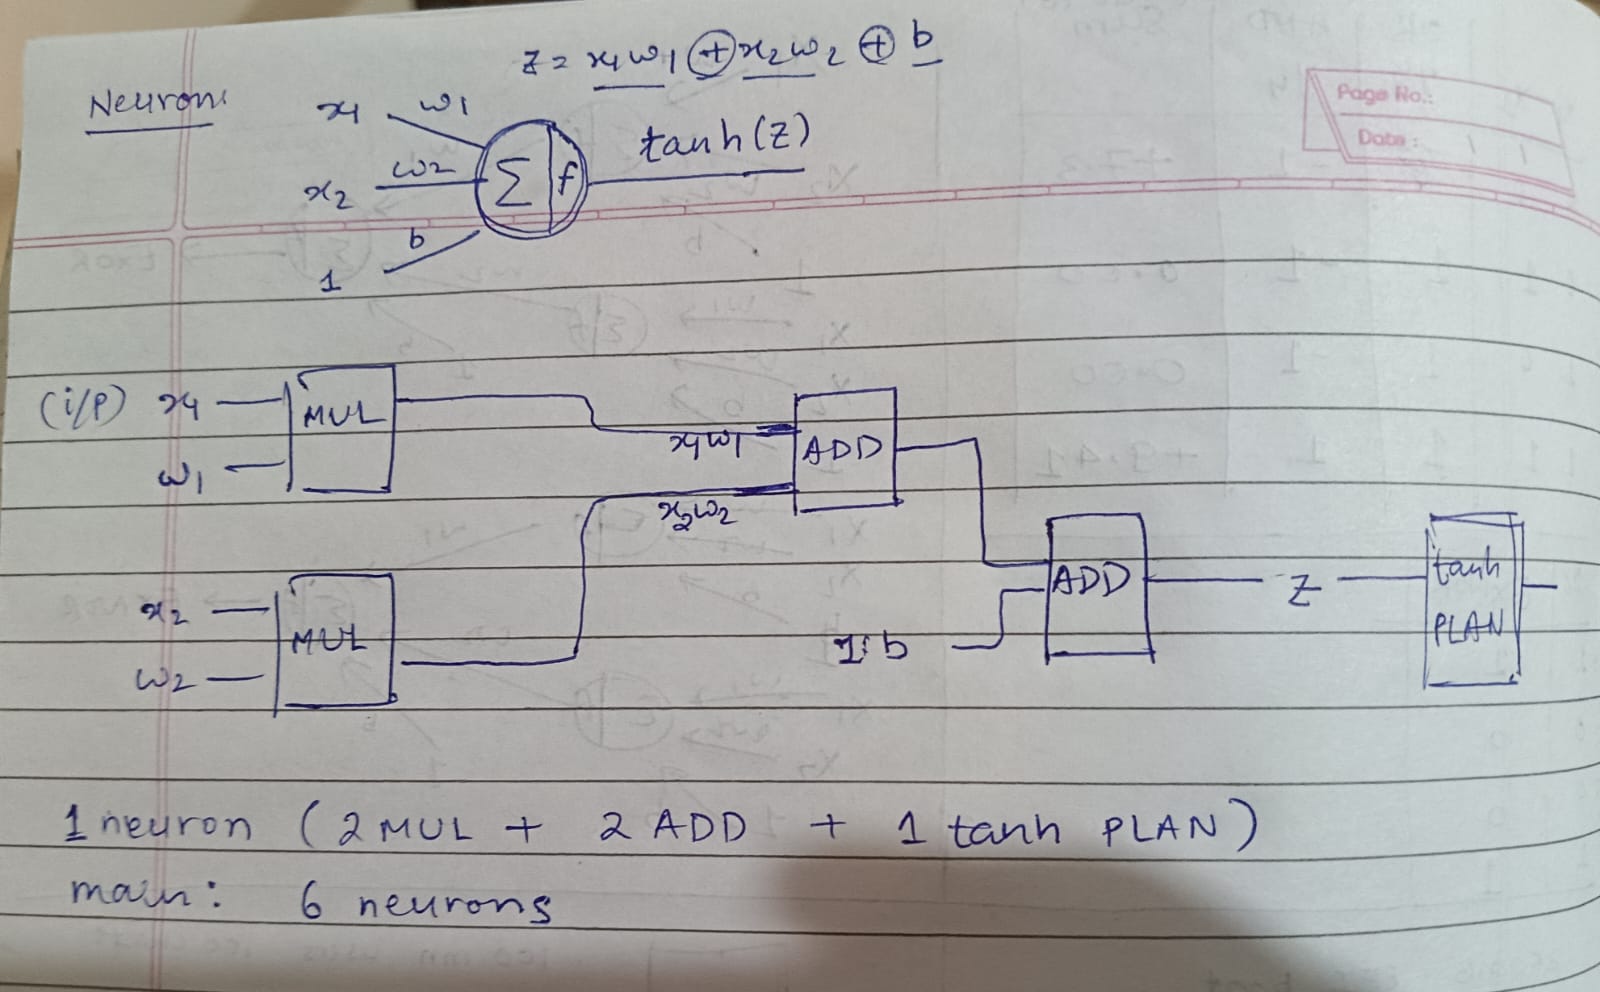 z = x1w1 + x2w2 + b
Neuron:
x1 w1
tanh(z)
x2 w2 Σ f
b
1
Page No.:
Date :
(i/p) x1 MUL
w1
x1w1 ADD
x2w2
x2 MUL
w2
ADD z tanh PLAN
1·b
1 neuron (2 MUL + 2 ADD + 1 tanh PLAN)
main: 6 neurons